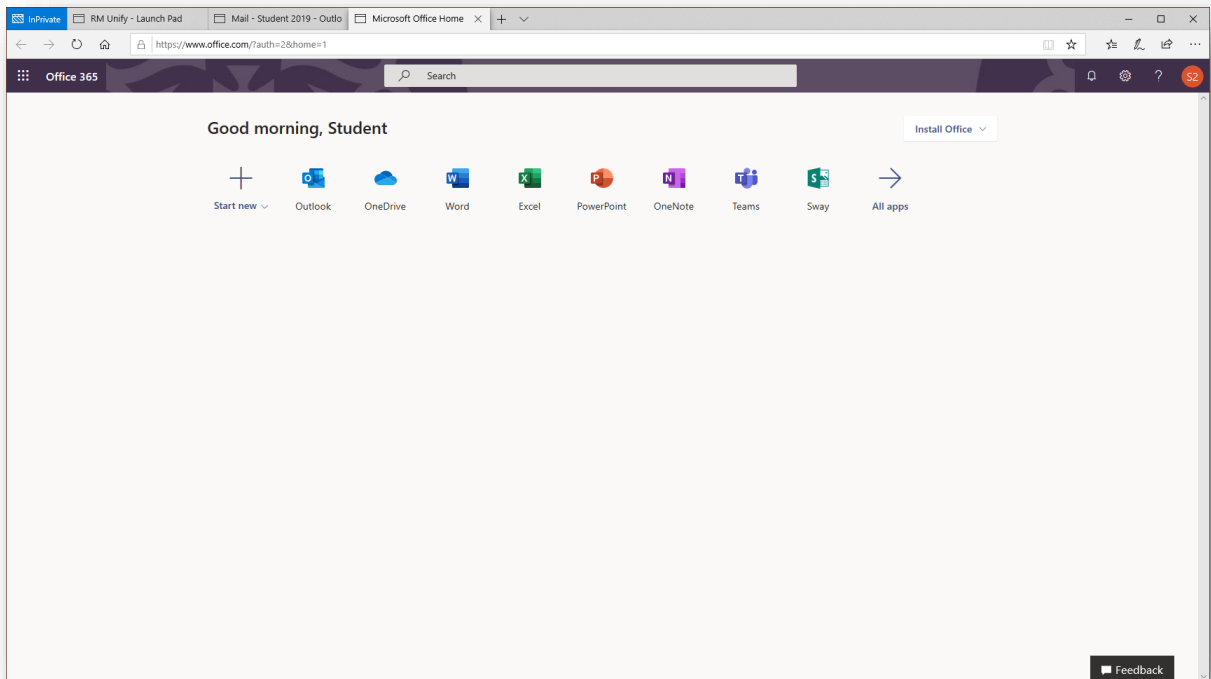 InPrivate RM Unify - Launch Pad Mail - Student 2019 - Outlo Microsoft Office Home
https://www.office.com/?auth=2&home=1
Office 365 Search ? S2
Good morning, Student Install Office
Start new Outlook OneDrive Word Excel PowerPoint OneNote Teams Sway All apps
Feedback